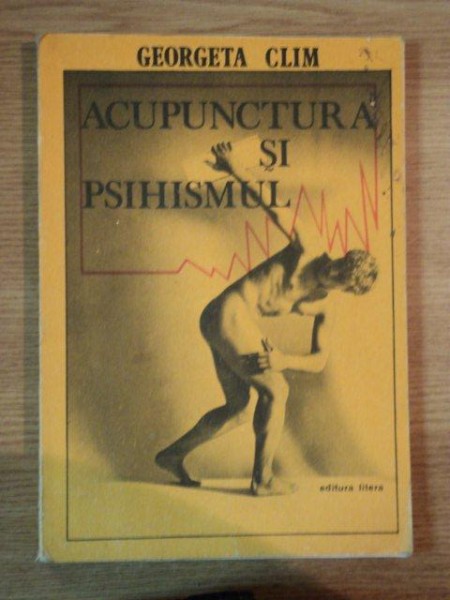 GEORGETA CLIM
ACUPUNCTURA
ȘI
PSIHISMUL
editura litera